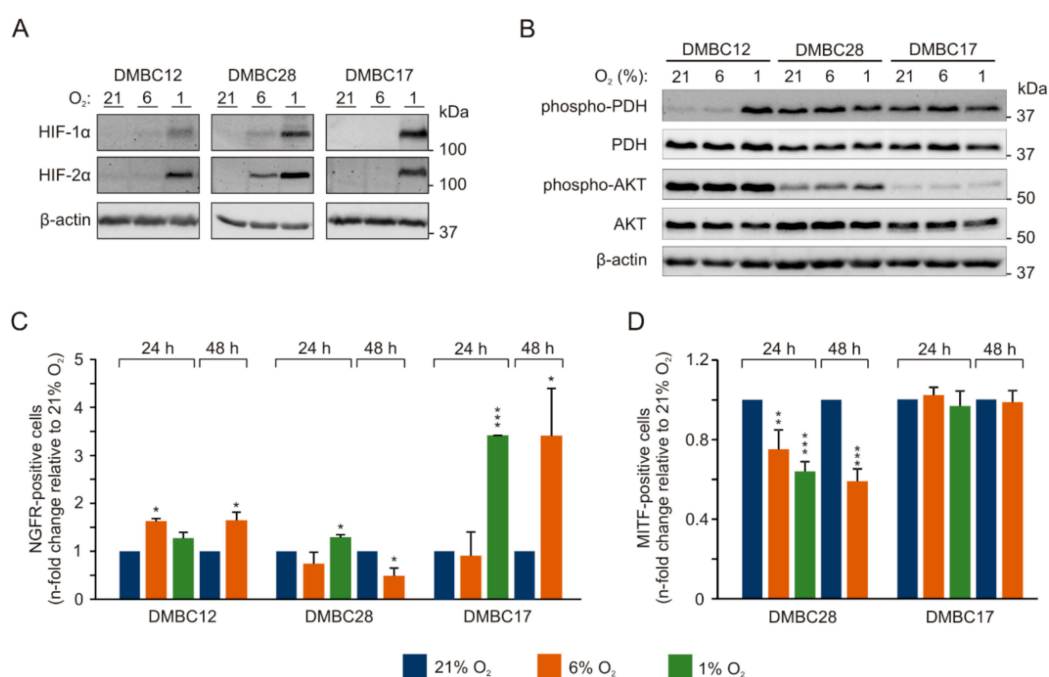 A
DMBC12 DMBC28 DMBC17
O₂: 21 6 1 21 6 1 21 6 1
kDa
HIF-1α
100
HIF-2α
100
β-actin
37
B
DMBC12 DMBC28 DMBC17
O₂ (%): 21 6 1 21 6 1 21 6 1
kDa
phospho-PDH
37
PDH
37
phospho-AKT
50
AKT
50
β-actin
37
C
24 h 48 h 24 h 48 h 24 h 48 h
NGFR-positive cells
(n-fold change relative to 21% O₂)
5
4
3
2
1
0
* * * * *** *
DMBC12 DMBC28 DMBC17
D
24 h 48 h 24 h 48 h
MITF-positive cells
(n-fold change relative to 21% O₂)
1.2
0.8
0.4
0
** *** ***
DMBC28 DMBC17
21% O₂ 6% O₂ 1% O₂